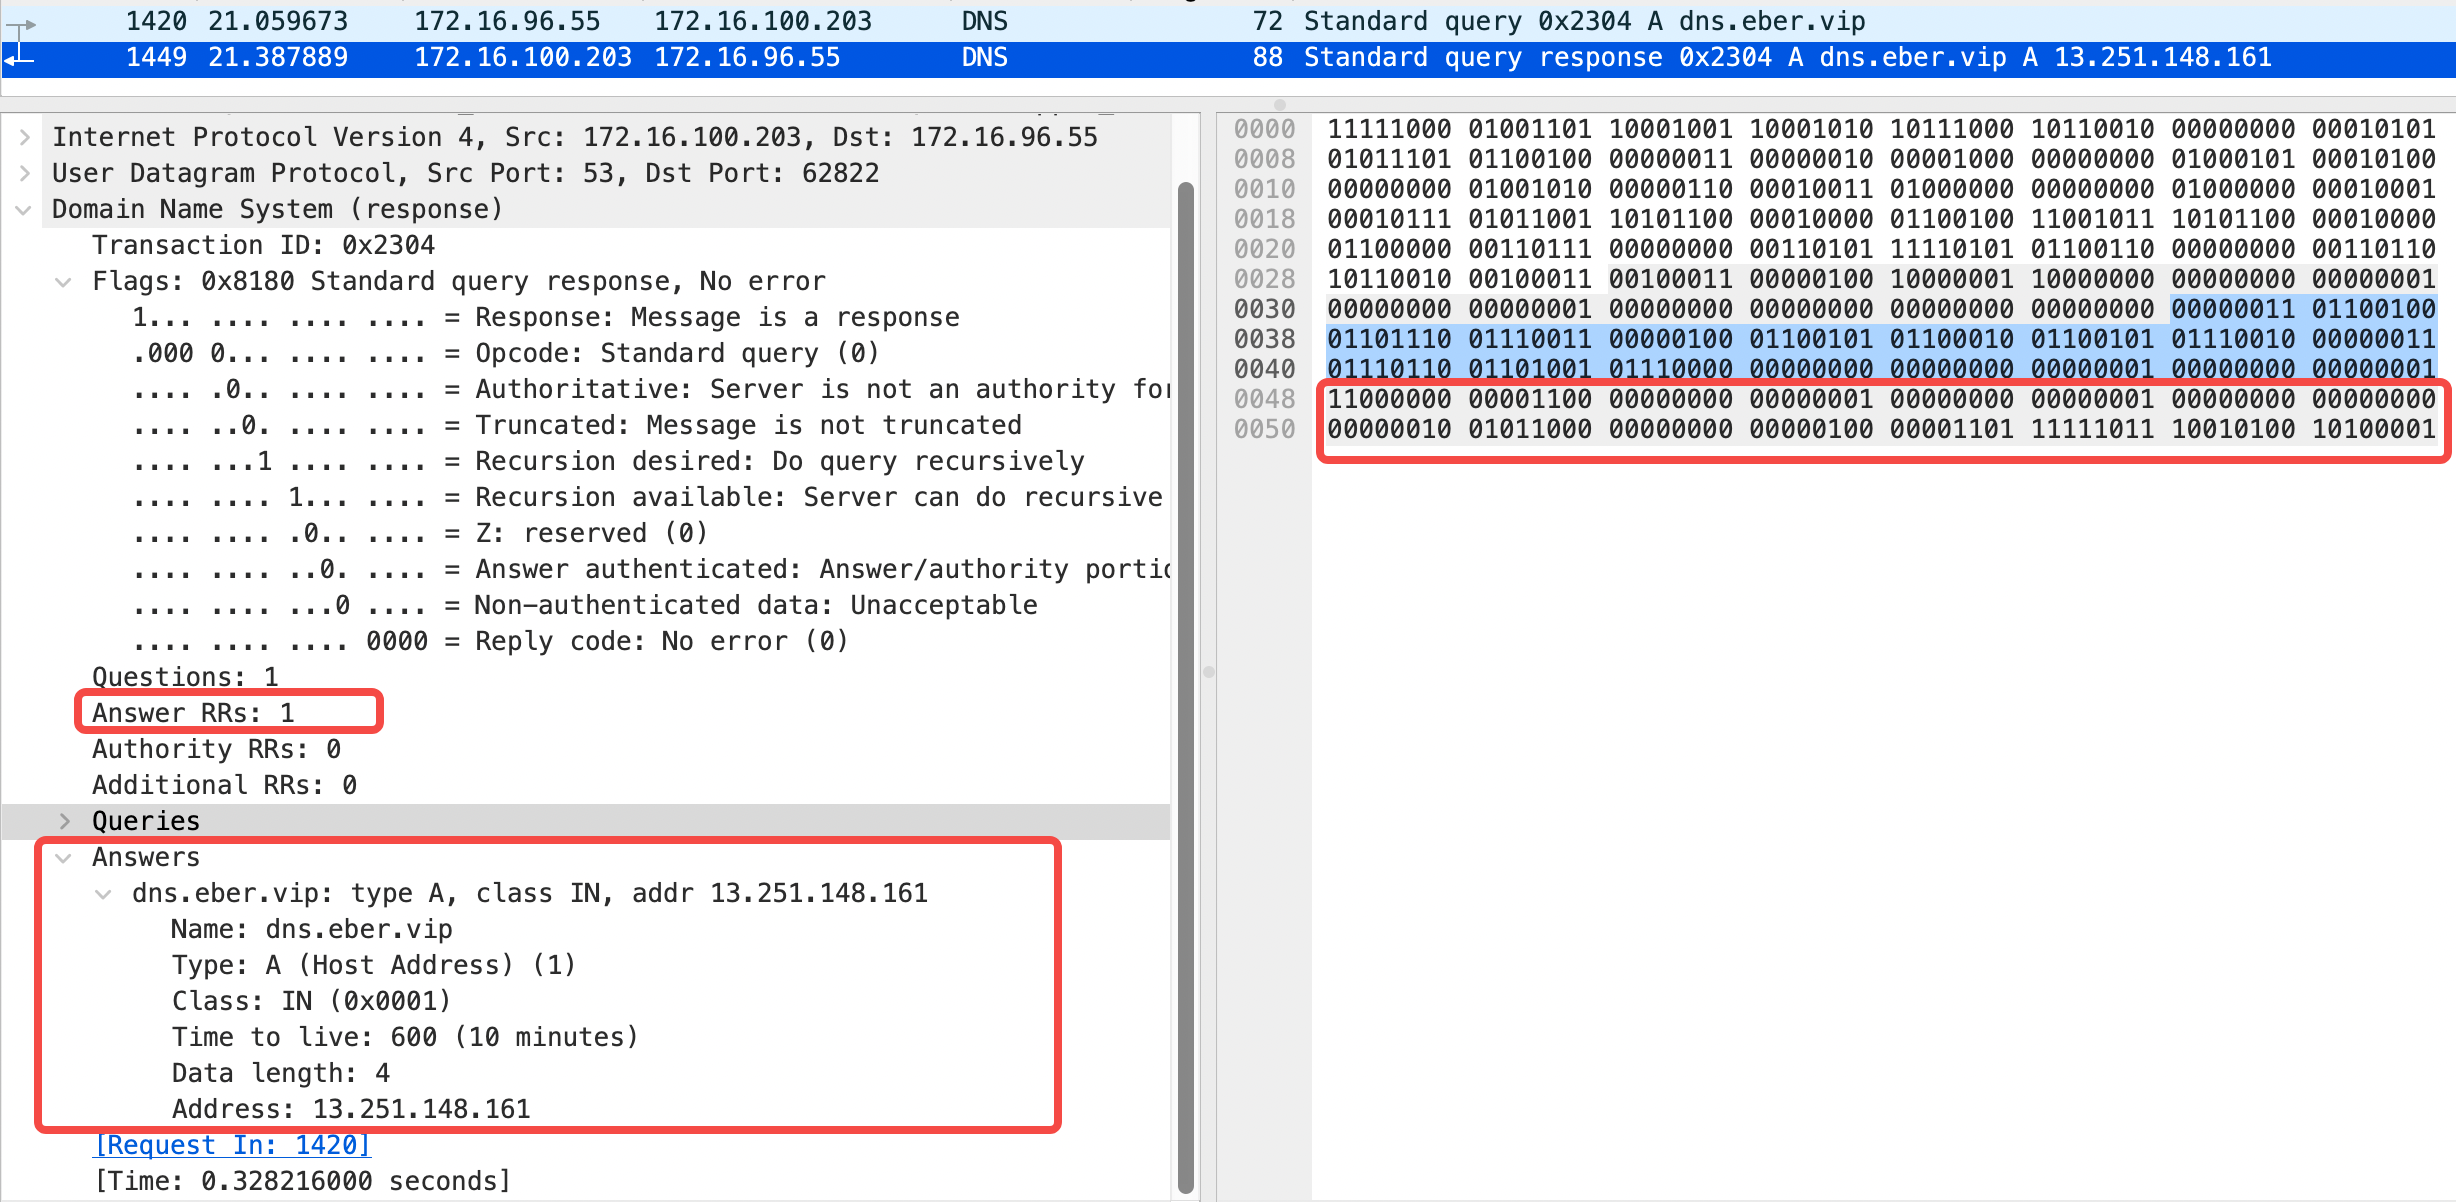 1420 21.059673 172.16.96.55 172.16.100.203 DNS 72 Standard query 0x2304 A dns.eber.vip
1449 21.387889 172.16.100.203 172.16.96.55 DNS 88 Standard query response 0x2304 A dns.eber.vip A 13.251.148.161
Internet Protocol Version 4, Src: 172.16.100.203, Dst: 172.16.96.55
User Datagram Protocol, Src Port: 53, Dst Port: 62822
Domain Name System (response)
Transaction ID: 0x2304
Flags: 0x8180 Standard query response, No error
1... .... .... .... = Response: Message is a response
.000 0... .... .... = Opcode: Standard query (0)
.... .0.. .... .... = Authoritative: Server is not an authority for
.... ..0. .... .... = Truncated: Message is not truncated
.... ...1 .... .... = Recursion desired: Do query recursively
.... .... 1... .... = Recursion available: Server can do recursive
.... .... .0.. .... = Z: reserved (0)
.... .... ..0. .... = Answer authenticated: Answer/authority portio
.... .... ...0 .... = Non-authenticated data: Unacceptable
.... .... .... 0000 = Reply code: No error (0)
Questions: 1
Answer RRs: 1
Authority RRs: 0
Additional RRs: 0
Queries
Answers
dns.eber.vip: type A, class IN, addr 13.251.148.161
Name: dns.eber.vip
Type: A (Host Address) (1)
Class: IN (0x0001)
Time to live: 600 (10 minutes)
Data length: 4
Address: 13.251.148.161
[Request In: 1420]
[Time: 0.328216000 seconds]
0000 11111000 01001101 10001001 10001010 10111000 10110010 00000000 00010101
0008 01011101 01100100 00000011 00000010 00001000 00000000 01000101 00010100
0010 00000000 01001010 00000110 00010011 01000000 00000000 01000000 00010001
0018 00010111 01011001 10101100 00010000 01100100 11001011 10101100 00010000
0020 01100000 00110111 00000000 00110101 11110101 01100110 00000000 00110110
0028 10110010 00100011 00100011 00000100 10000001 10000000 00000000 00000001
0030 00000000 00000001 00000000 00000000 00000000 00000000 00000011 01100100
0038 01101110 01110011 00000100 01100101 01100010 01100101 01110010 00000011
0040 01110110 01101001 01110000 00000000 00000000 00000001 00000000 00000001
0048 11000000 00001100 00000000 00000001 00000000 00000001 00000000 00000000
0050 00000010 01011000 00000000 00000100 00001101 11111011 10010100 10100001